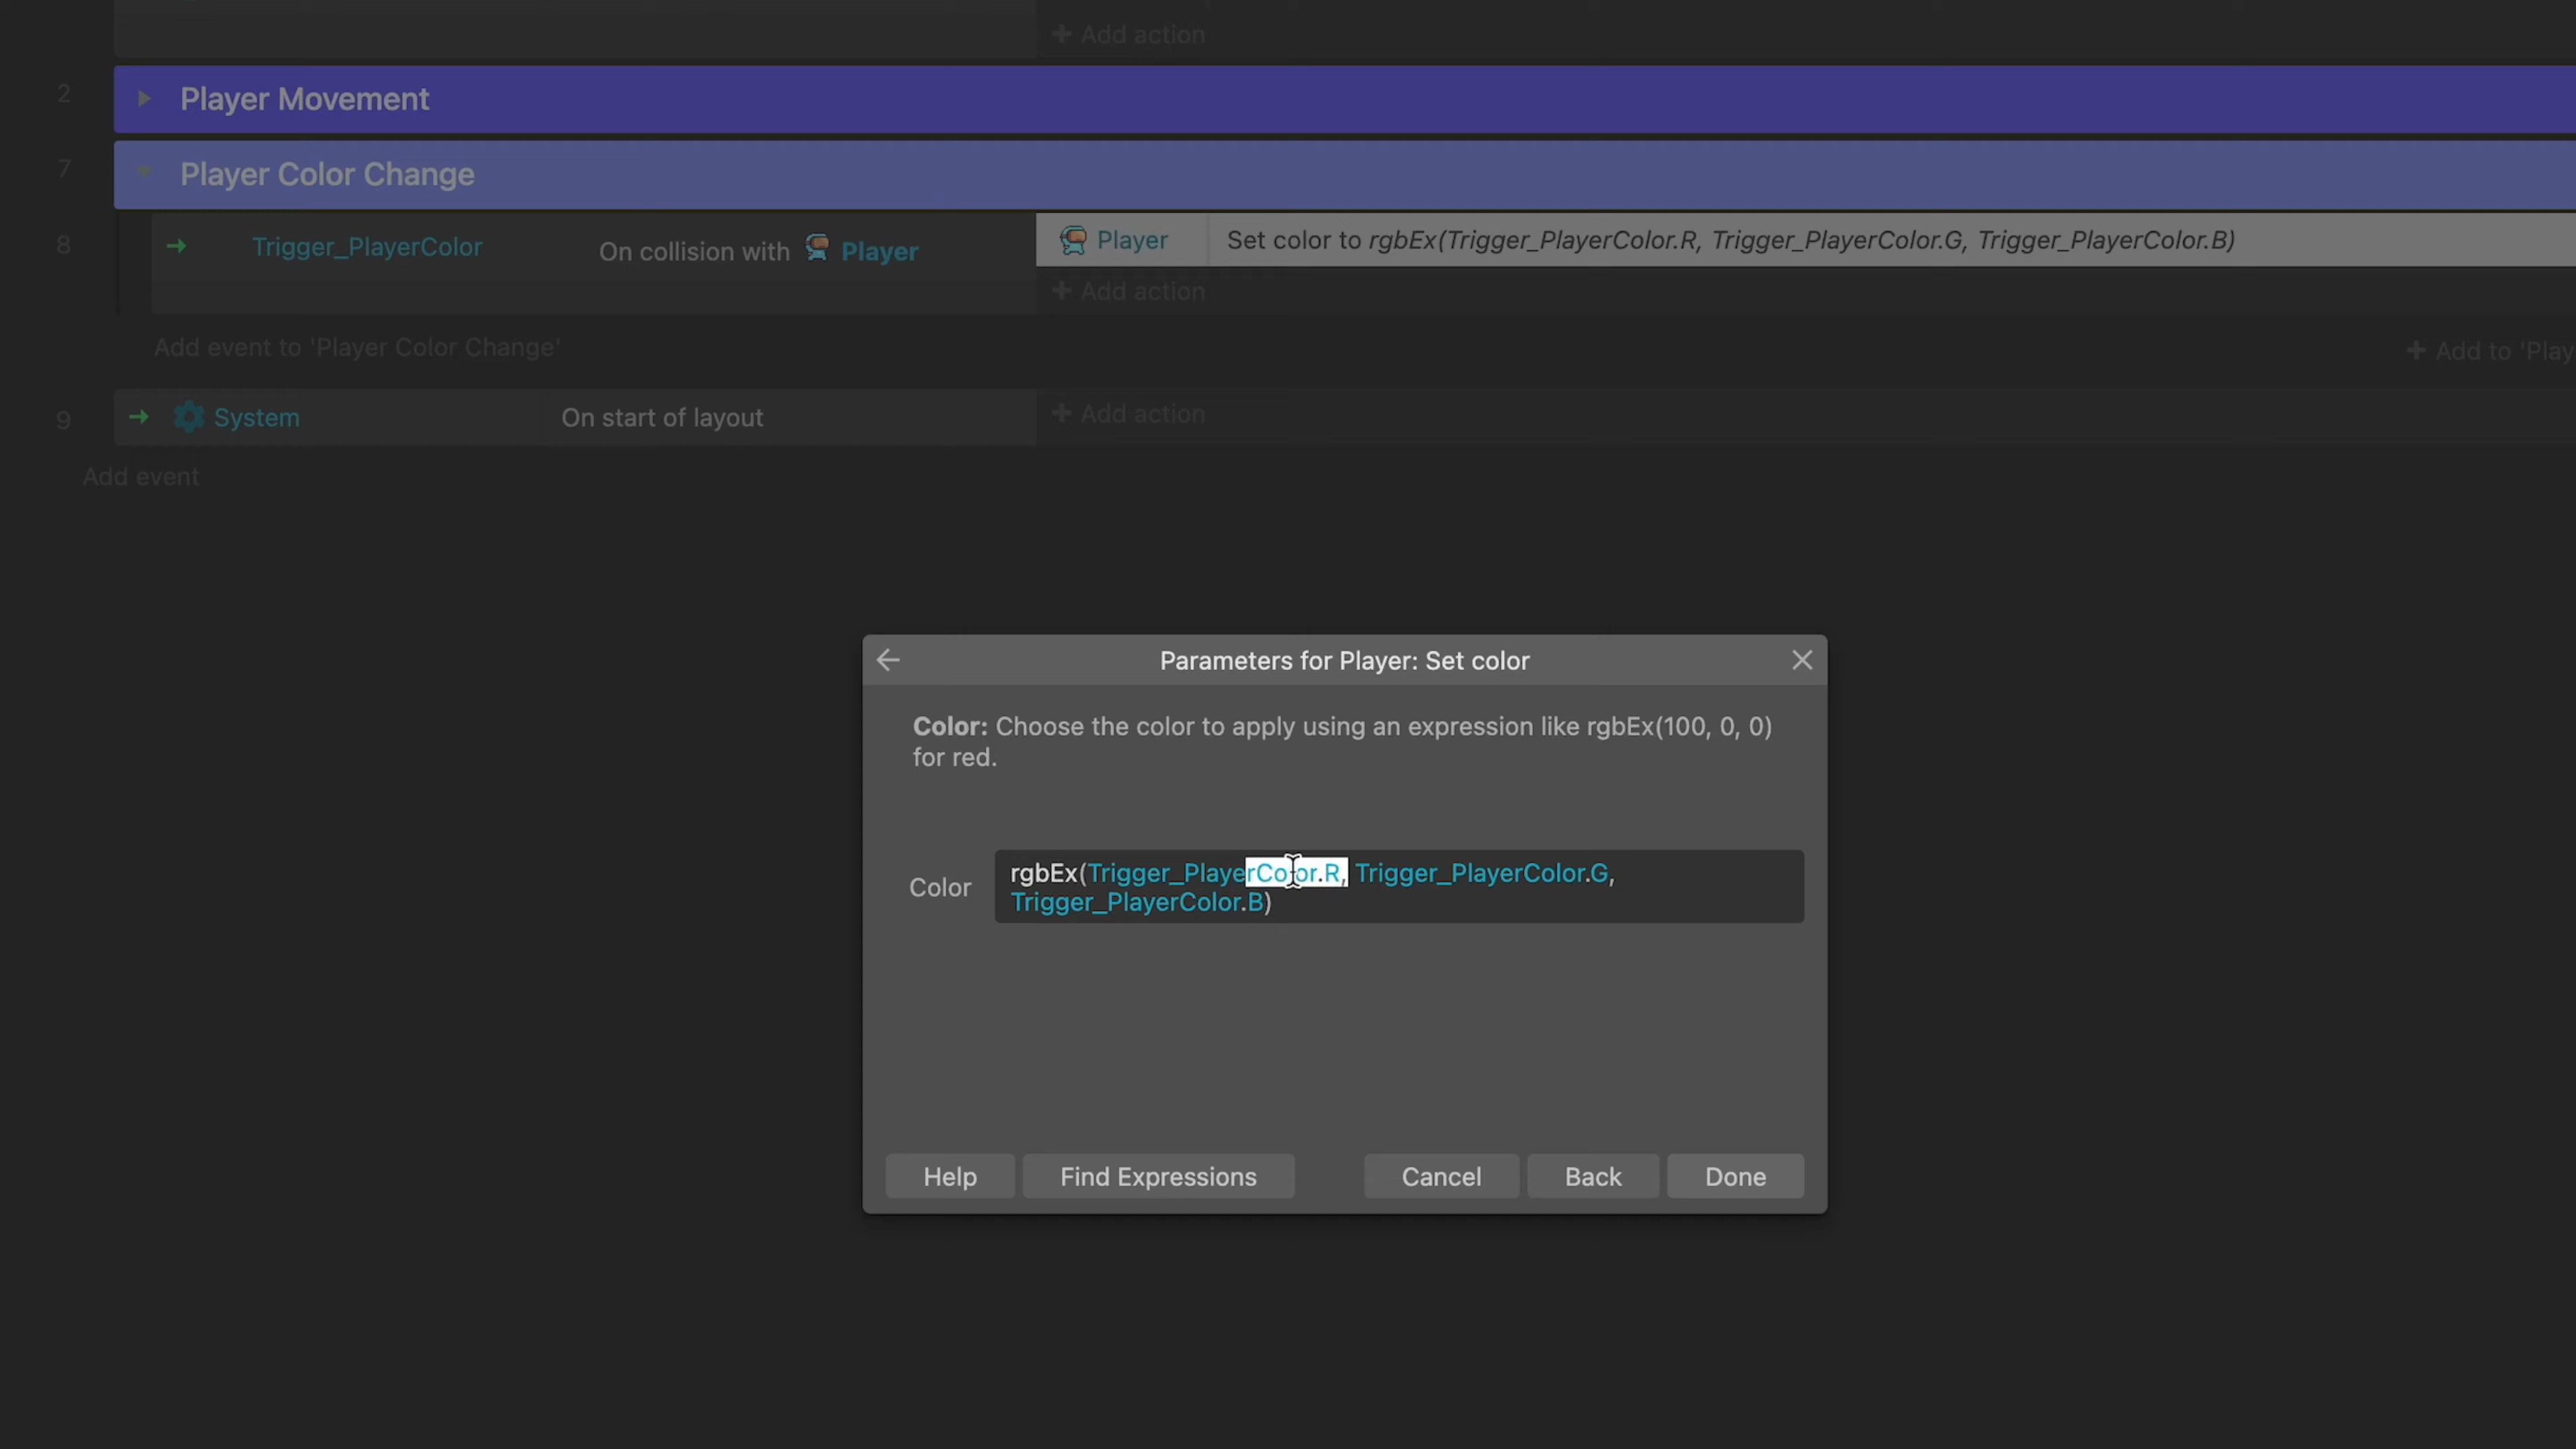 + Add action
2 Player Movement
7 Player Color Change
8 Trigger_PlayerColor On collision with Player Player Set color to rgbEx(Trigger_PlayerColor.R, Trigger_PlayerColor.G, Trigger_PlayerColor.B)
+ Add action
Add event to 'Player Color Change' + Add to 'Play
9 System On start of layout + Add action
Add event
Parameters for Player: Set color
Color: Choose the color to apply using an expression like rgbEx(100, 0, 0)
for red.
Color rgbEx(Trigger_PlayerColor.R, Trigger_PlayerColor.G,
Trigger_PlayerColor.B)
Help Find Expressions Cancel Back Done